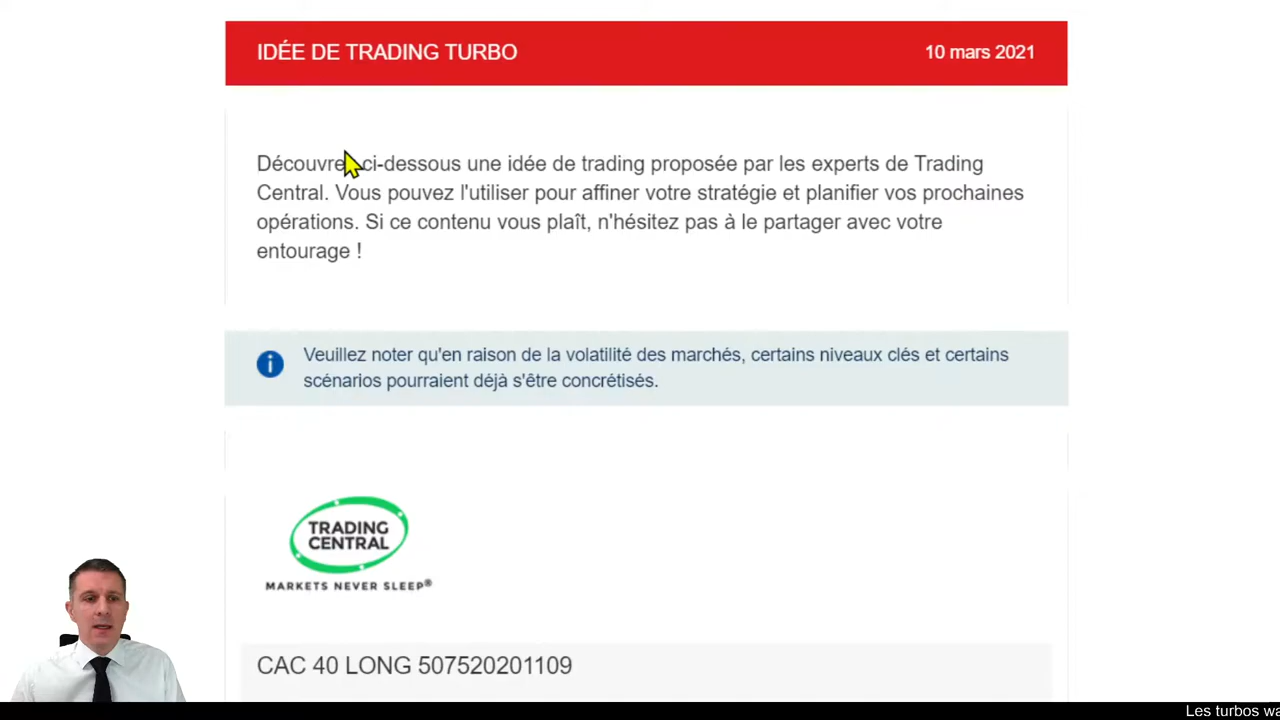 IDÉE DE TRADING TURBO
10 mars 2021
ci-dessous une idée de trading proposée par les experts de Trading
Central. Vous pouvez l'utiliser pour affiner votre stratégie et planifier vos prochaines
opérations. Si ce contenu vous plaît, n'hésitez pas à le partager avec votre
entourage !
i
Veuillez noter qu'en raison de la volatilité des marchés, certains niveaux clés et certains
scénarios pourraient déjà s'être concrétisés.
TRADING
CENTRAL
MARKETS NEVER SLEEP®
CAC 40 LONG 507520201109
Les turbos